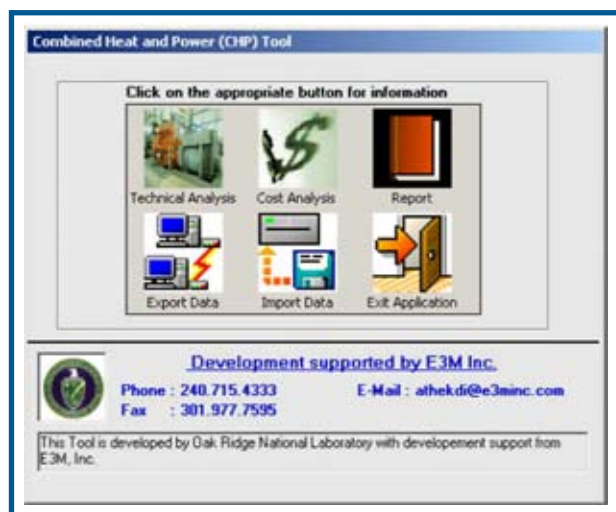 Combined Heat and Power (CHP) Tool
Click on the appropriate button for information
Technical Analysis Cost Analysis Report
Export Data Import Data Exit Application
Development supported by E3M Inc.
Phone : 240.715.4333 E-Mail : athekdi@e3minc.com
Fax : 301.977.7595
This Tool is developed by Oak Ridge National Laboratory with developement support from
E3M, Inc.